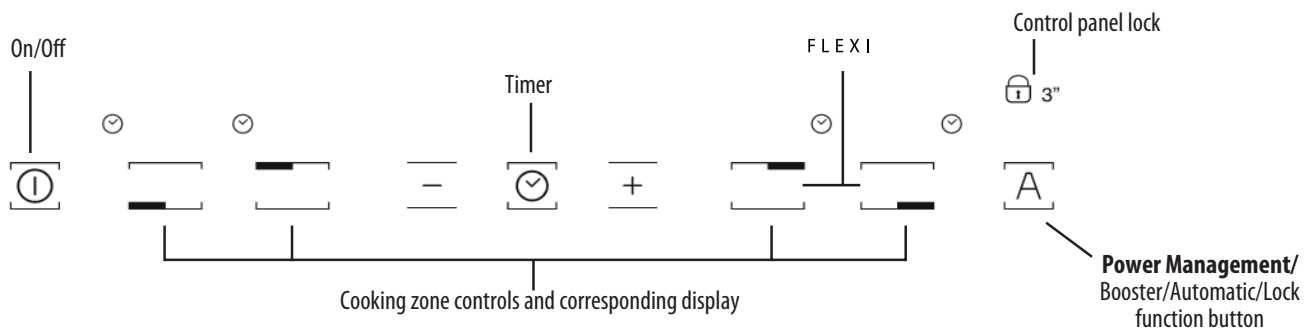 Control panel lock
On/Off
FLEXI
Timer
3”
− +
A
Power Management/
Booster/Automatic/Lock
function button
Cooking zone controls and corresponding display